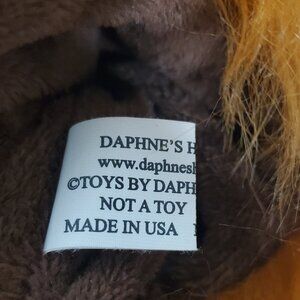 DAPHNE'S H
www.daphnesh
©TOYS BY DAPH
NOT A TOY
MADE IN USA